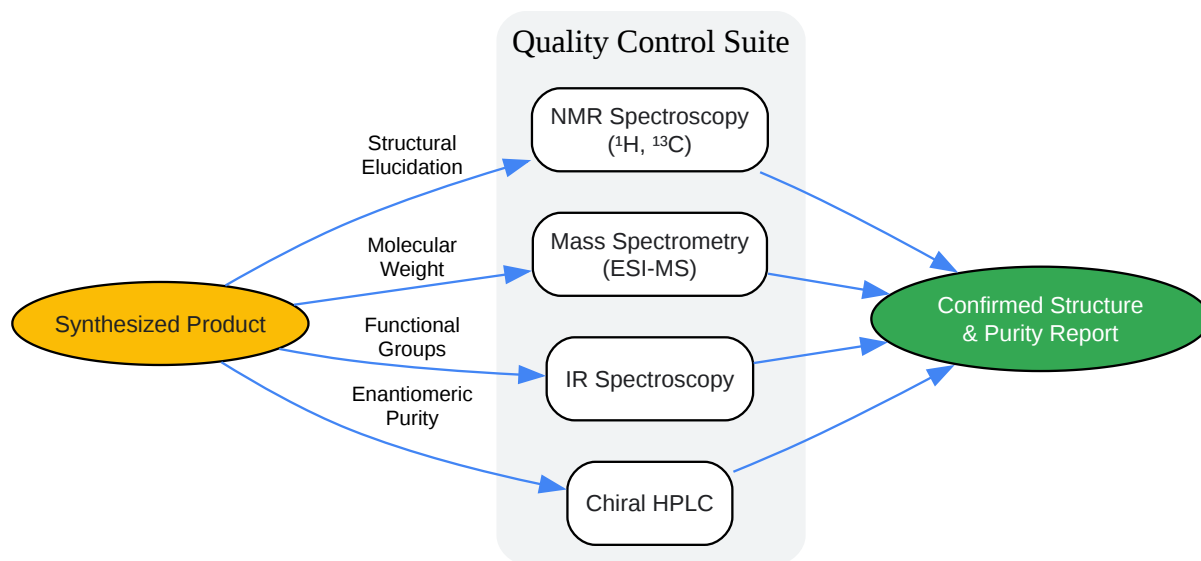 Quality Control Suite
NMR Spectroscopy
(¹H, ¹³C)
Structural
Elucidation
Mass Spectrometry
(ESI-MS)
Molecular
Weight
Synthesized Product
Confirmed Structure
& Purity Report
Functional
Groups
IR Spectroscopy
Enantiomeric
Purity
Chiral HPLC